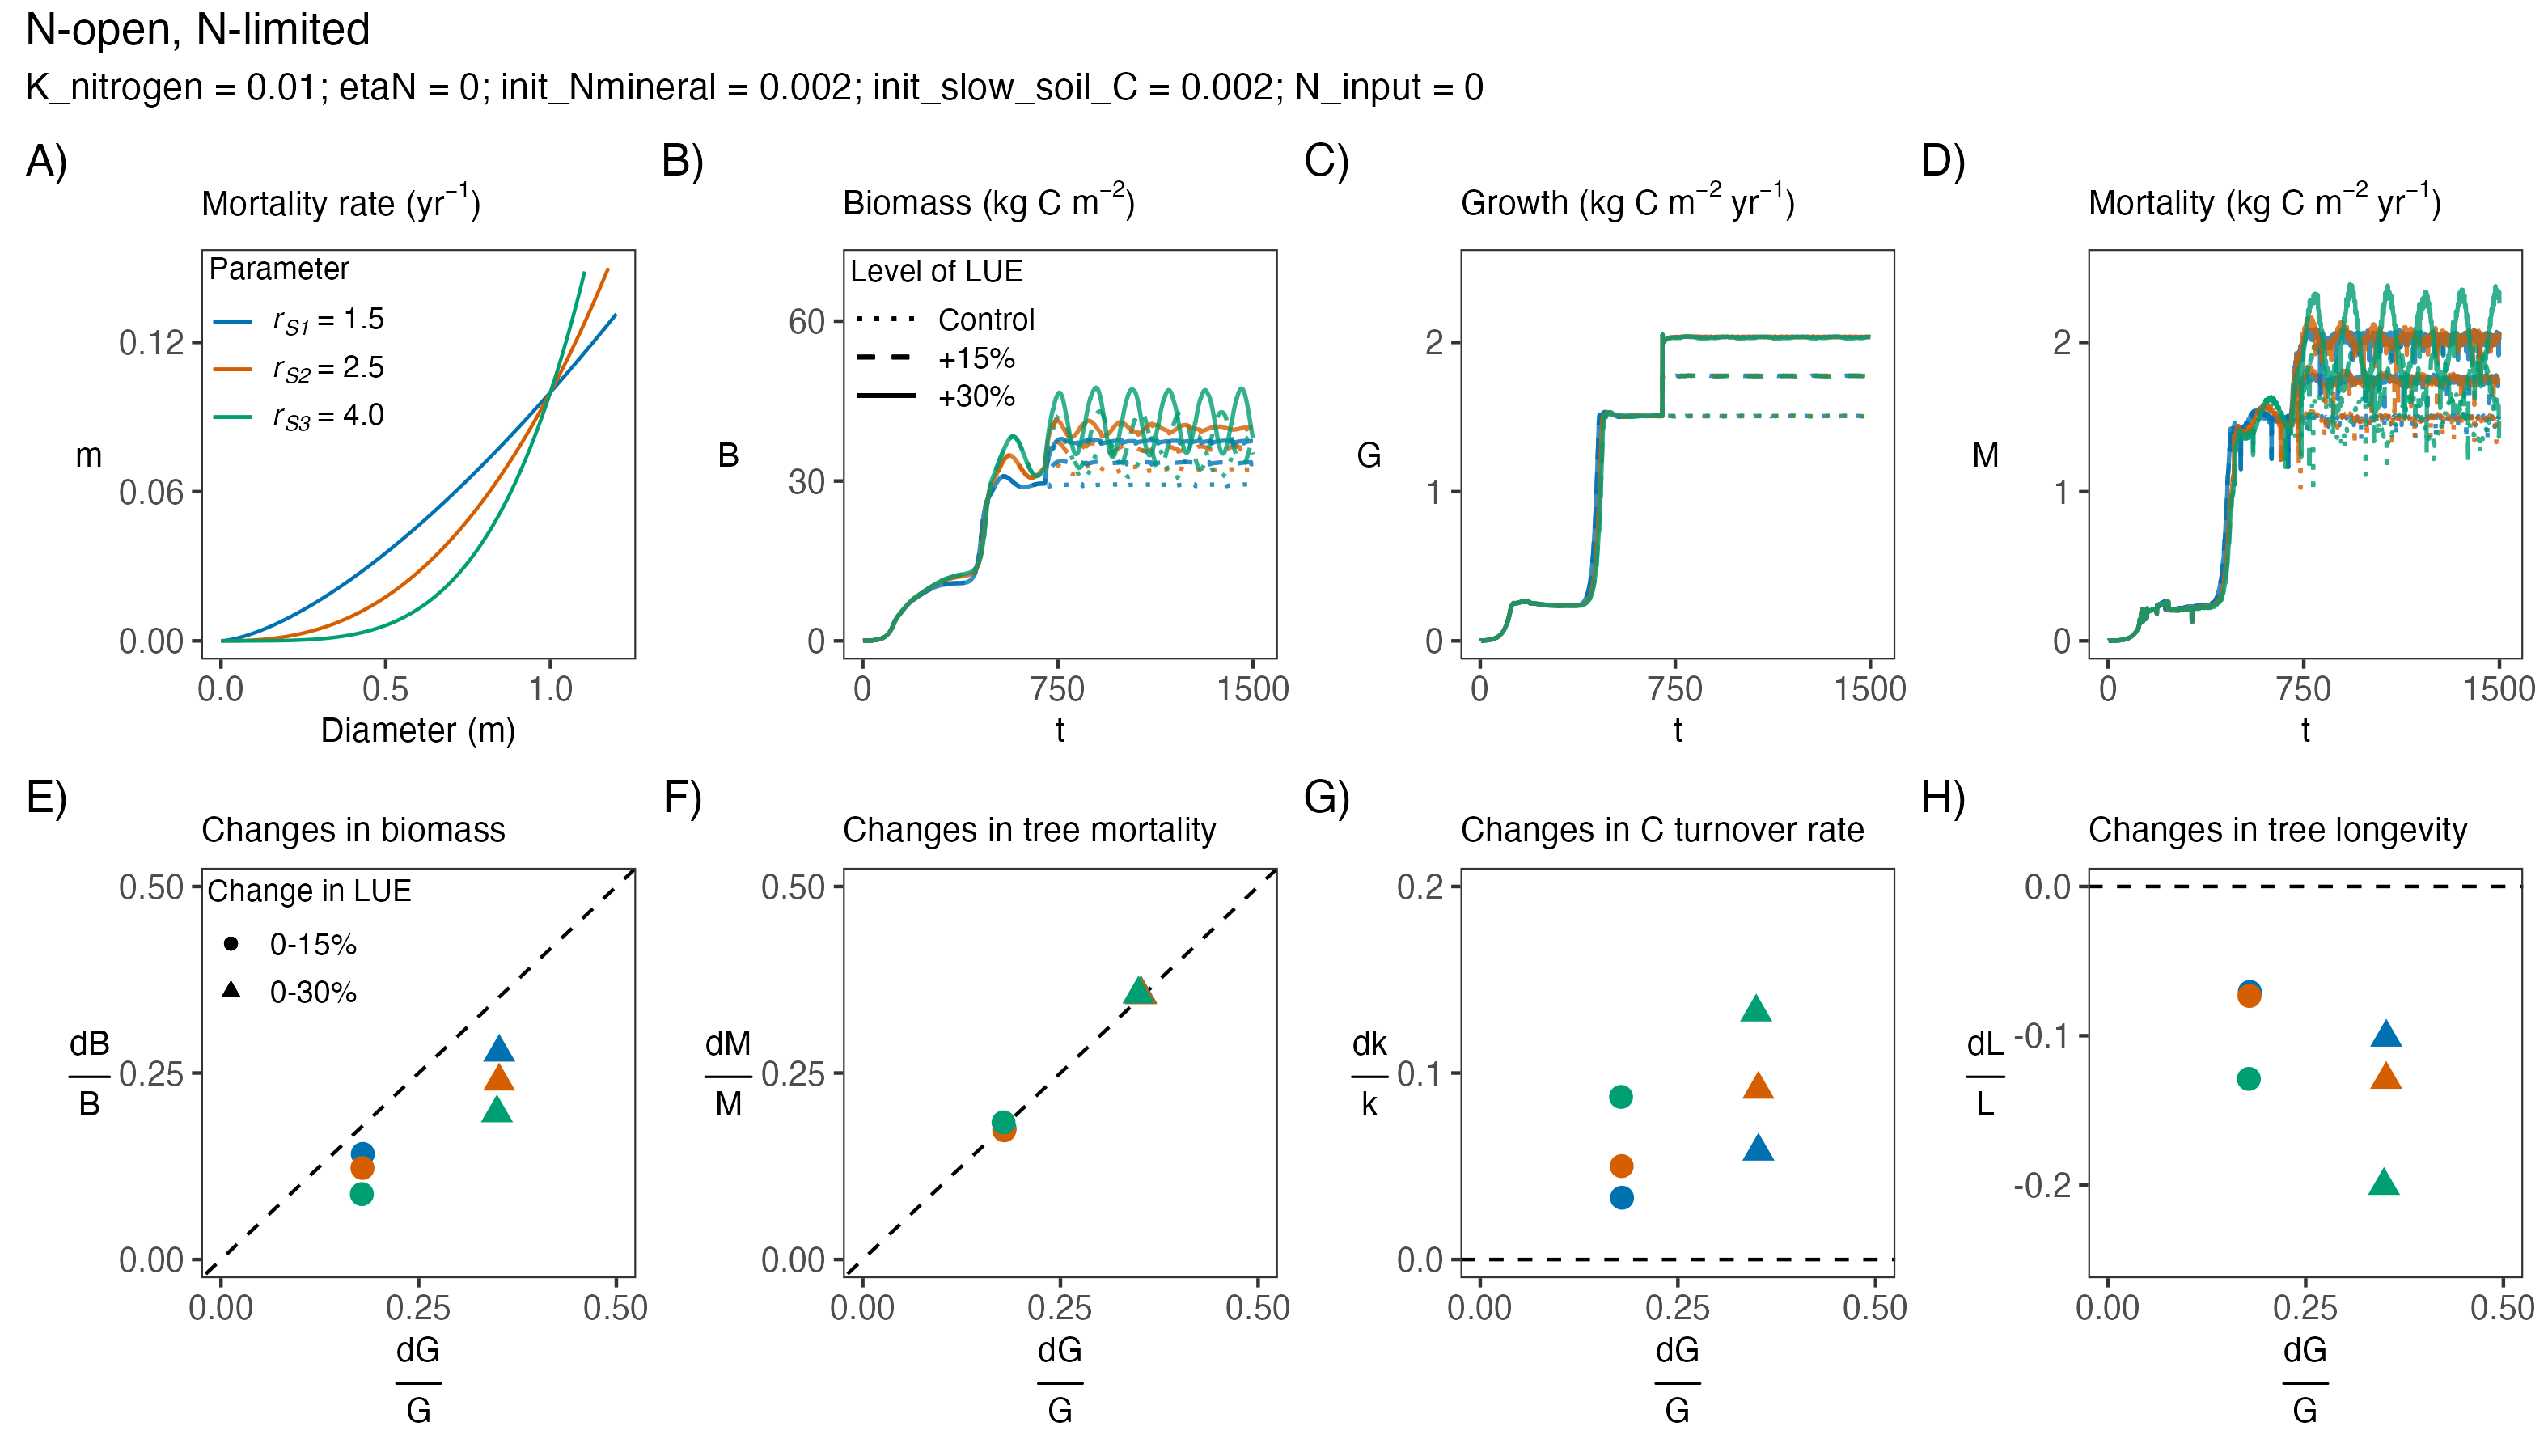 N-open, N-limited
K_nitrogen = 0.01; etaN = 0; init_Nmineral = 0.002; init_slow_soil_C = 0.002; N_input = 0
A)
Mortality rate (yr⁻¹)
Parameter
r_S1 = 1.5
r_S2 = 2.5
r_S3 = 4.0
m
0.12
0.06
0.00
0.0 0.5 1.0
Diameter (m)
B)
Biomass (kg C m⁻²)
Level of LUE
Control
+15%
+30%
B
60
30
0
0 750 1500
t
C)
Growth (kg C m⁻² yr⁻¹)
G
2
1
0
0 750 1500
t
D)
Mortality (kg C m⁻² yr⁻¹)
M
2
1
0
0 750 1500
t
E)
Changes in biomass
Change in LUE
0-15%
0-30%
dB
B
0.50
0.25
0.00
0.00 0.25 0.50
dG
G
F)
Changes in tree mortality
dM
M
0.50
0.25
0.00
0.00 0.25 0.50
dG
G
G)
Changes in C turnover rate
dk
k
0.2
0.1
0.0
0.00 0.25 0.50
dG
G
H)
Changes in tree longevity
dL
L
0.0
-0.1
-0.2
0.00 0.25 0.50
dG
G